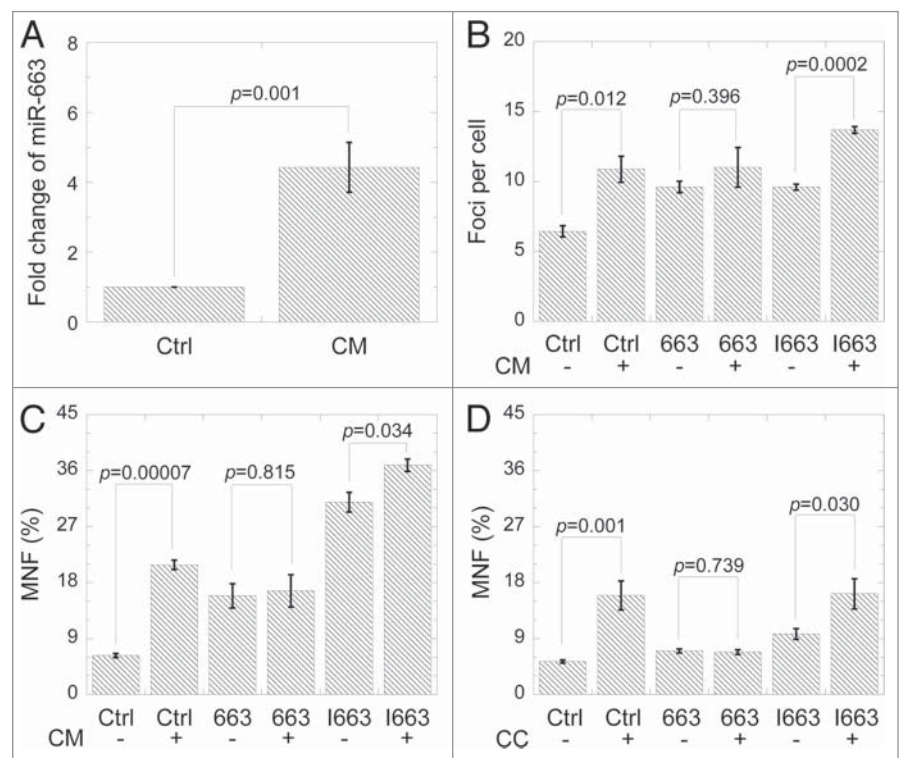 A
Fold change of miR-663
8
6
4
2
0
p=0.001
Ctrl CM
B
Foci per cell
20
15
10
5
0
p=0.012 p=0.396 p=0.0002
Ctrl Ctrl 663 663 I663 I663
CM - + - + - +
C
MNF (%)
45
36
27
18
9
0
p=0.00007 p=0.815 p=0.034
Ctrl Ctrl 663 663 I663 I663
CM - + - + - +
D
MNF (%)
45
36
27
18
9
0
p=0.001 p=0.739 p=0.030
Ctrl Ctrl 663 663 I663 I663
CC - + - + - +